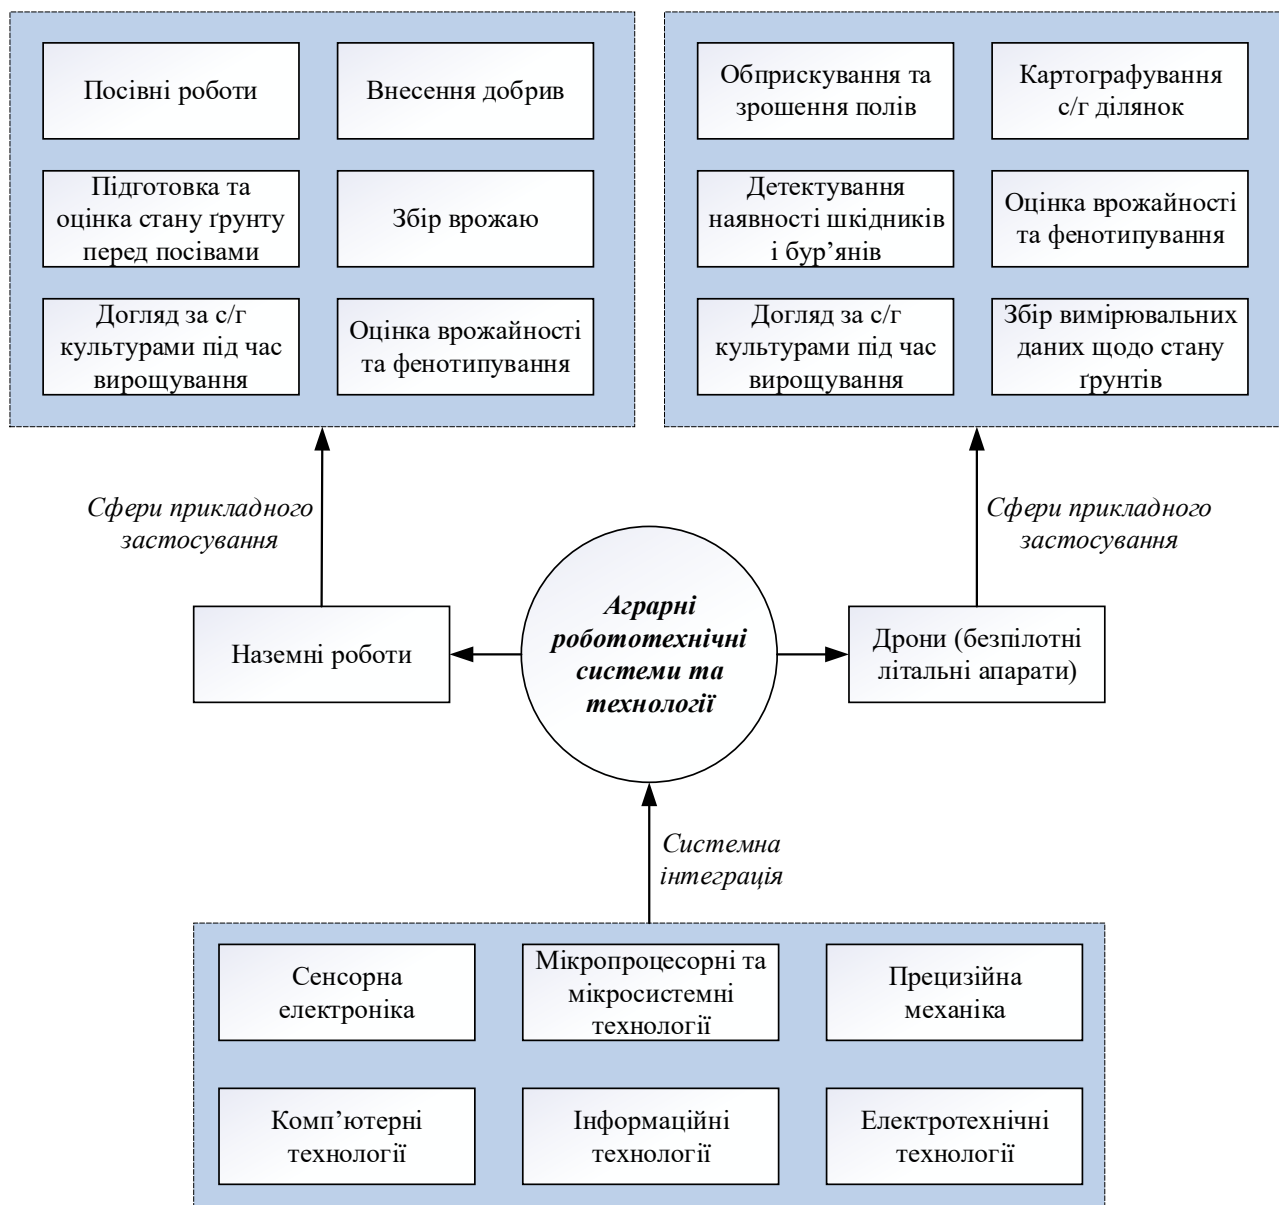 Посівні роботи
Внесення добрив
Підготовка та
оцінка стану ґрунту
перед посівами
Збір врожаю
Догляд за с/г
культурами під час
вирощування
Оцінка врожайності
та фенотипування
Обприскування та
зрошення полів
Картографування
с/г ділянок
Детектування
наявності шкідників
і бур’янів
Оцінка врожайності
та фенотипування
Догляд за с/г
культурами під час
вирощування
Збір вимірювальних
даних щодо стану
ґрунтів
Сфери прикладного
застосування
Сфери прикладного
застосування
Наземні роботи
Аграрні
робототехнічні
системи та
технології
Дрони (безпілотні
літальні апарати)
Системна
інтеграція
Сенсорна
електроніка
Мікропроцесорні та
мікросистемні
технології
Прецизійна
механіка
Комп’ютерні
технології
Інформаційні
технології
Електротехнічні
технології